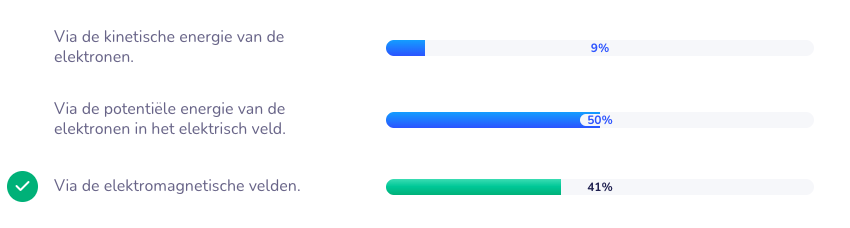 Via de kinetische energie van de
elektronen.
9%
Via de potentiële energie van de
elektronen in het elektrisch veld.
50%
Via de elektromagnetische velden.
41%